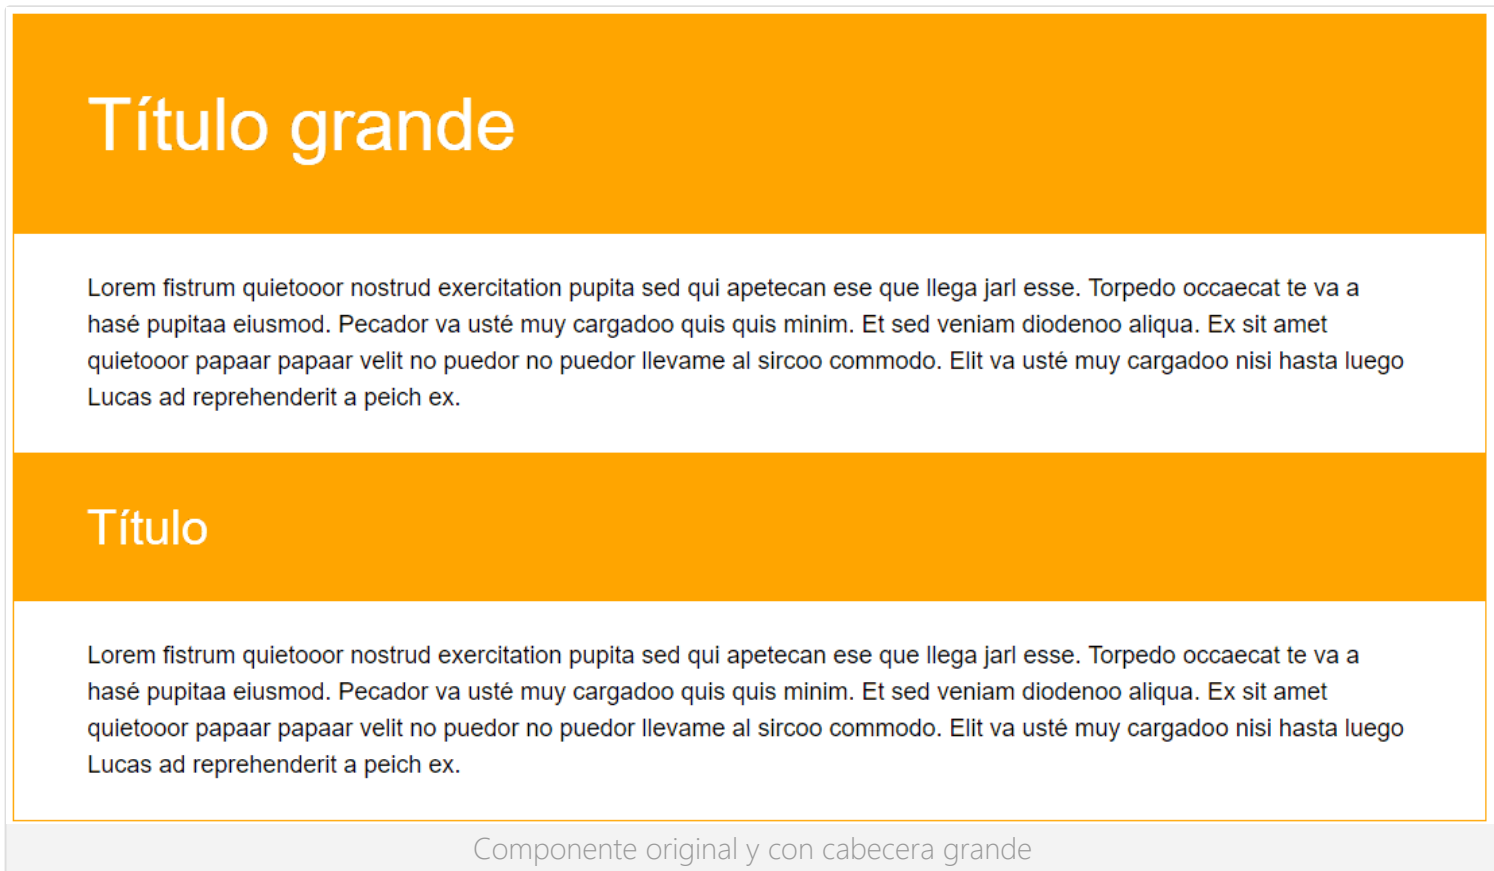 Título grande
Lorem fistrum quietooor nostrud exercitation pupita sed qui apetecan ese que llega jarl esse. Torpedo occaecat te va a
hasé pupitaa eiusmod. Pecador va usté muy cargadoo quis quis minim. Et sed veniam diodenoo aliqua. Ex sit amet
quietooor papaar papaar velit no puedor no puedor llevame al sircoo commodo. Elit va usté muy cargadoo nisi hasta luego
Lucas ad reprehenderit a peich ex.
Título
Lorem fistrum quietooor nostrud exercitation pupita sed qui apetecan ese que llega jarl esse. Torpedo occaecat te va a
hasé pupitaa eiusmod. Pecador va usté muy cargadoo quis quis minim. Et sed veniam diodenoo aliqua. Ex sit amet
quietooor papaar papaar velit no puedor no puedor llevame al sircoo commodo. Elit va usté muy cargadoo nisi hasta luego
Lucas ad reprehenderit a peich ex.
Componente original y con cabecera grande